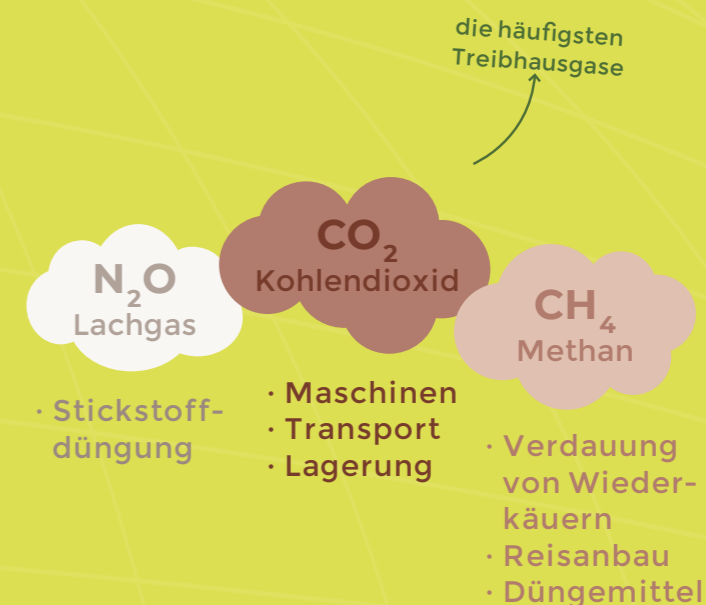 die häufigsten
Treibhausgase
N₂O
Lachgas
· Stickstoff-
düngung
CO₂
Kohlendioxid
· Maschinen
· Transport
· Lagerung
CH₄
Methan
· Verdauung
von Wieder-
käuern
· Reisanbau
· Düngemittel